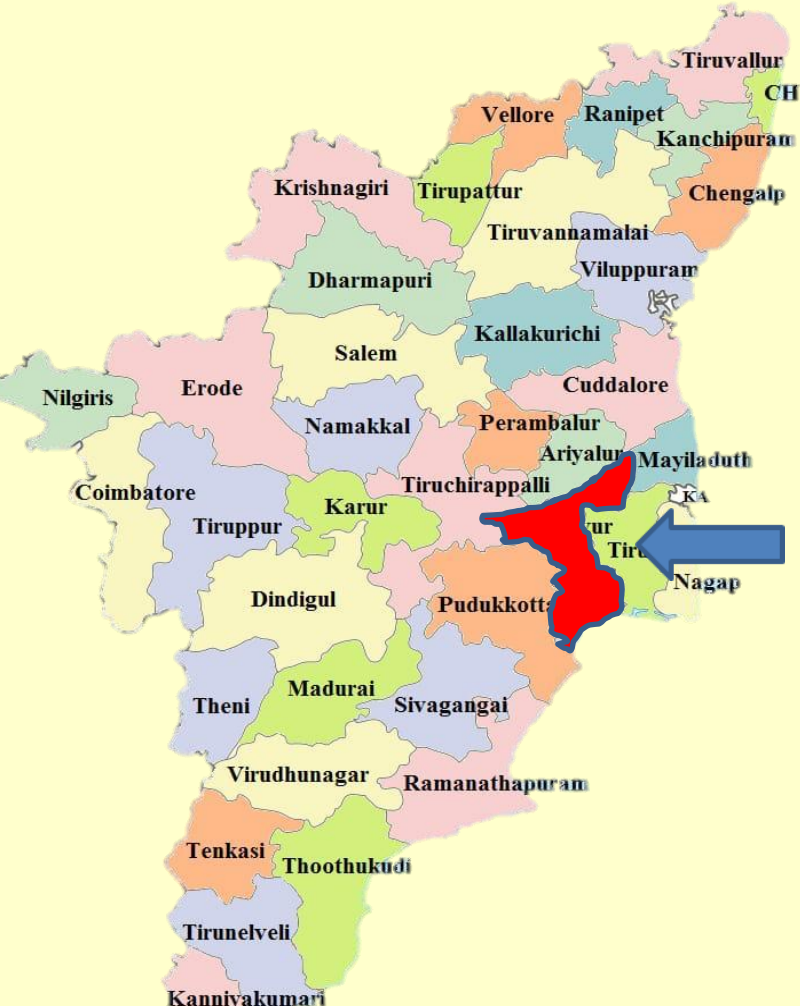 Tiruvallur
CH
Vellore
Ranipet
Kanchipuram
Krishnagiri
Tirupattur
Chengalp
Tiruvannamalai
Viluppuram
Dharmapuri
Kallakurichi
Salem
Cuddalore
Nilgiris
Erode
Namakkal
Perambalur
Ariyalur
Mayiladuth
Coimbatore
Tiruchirappalli
KA
Karur
Tiruppur
ur
Tiru
Nagap
Dindigul
Pudukkotta
Madurai
Theni
Sivagangai
Virudhunagar
Ramanathapuram
Tenkasi
Thoothukudi
Tirunelveli
Kanniyakumari